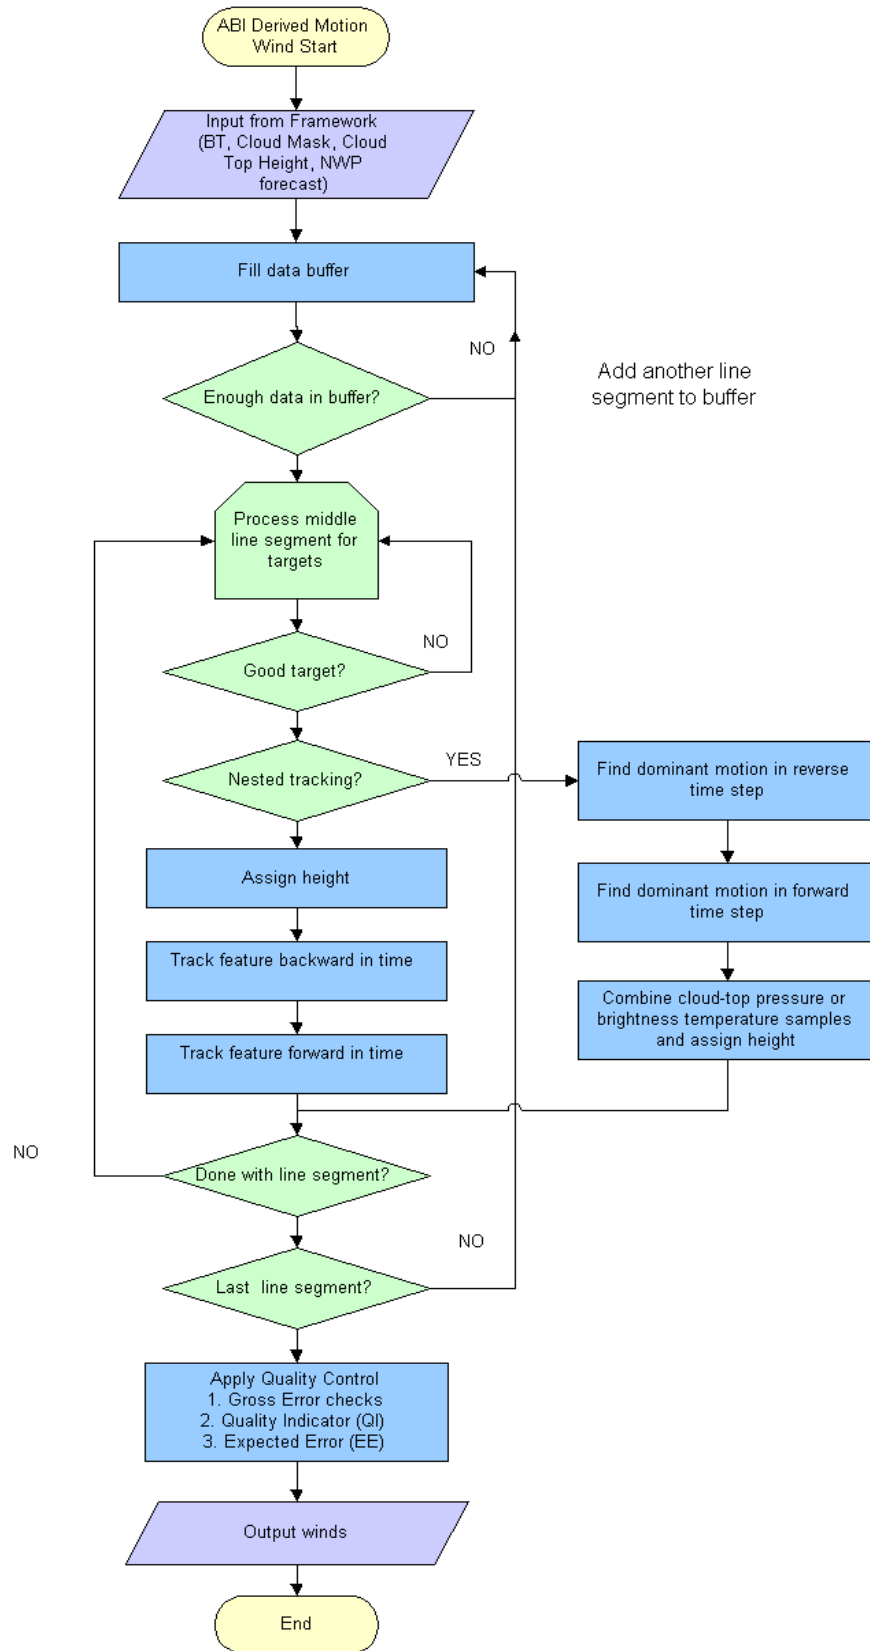 ABI Derived Motion
Wind Start
Input from Framework
(BT, Cloud Mask, Cloud
Top Height, NWP
forecast)
Fill data buffer
NO
Enough data in buffer?
Add another line
segment to buffer
Process middle
line segment for
targets
NO
Good target?
YES
Nested tracking?
Find dominant motion in reverse
time step
Assign height
Find dominant motion in forward
time step
Track feature backward in time
Combine cloud-top pressure or
brightness temperature samples
and assign height
Track feature forward in time
NO
Done with line segment?
NO
Last line segment?
Apply Quality Control
1. Gross Error checks
2. Quality Indicator (QI)
3. Expected Error (EE)
Output winds
End